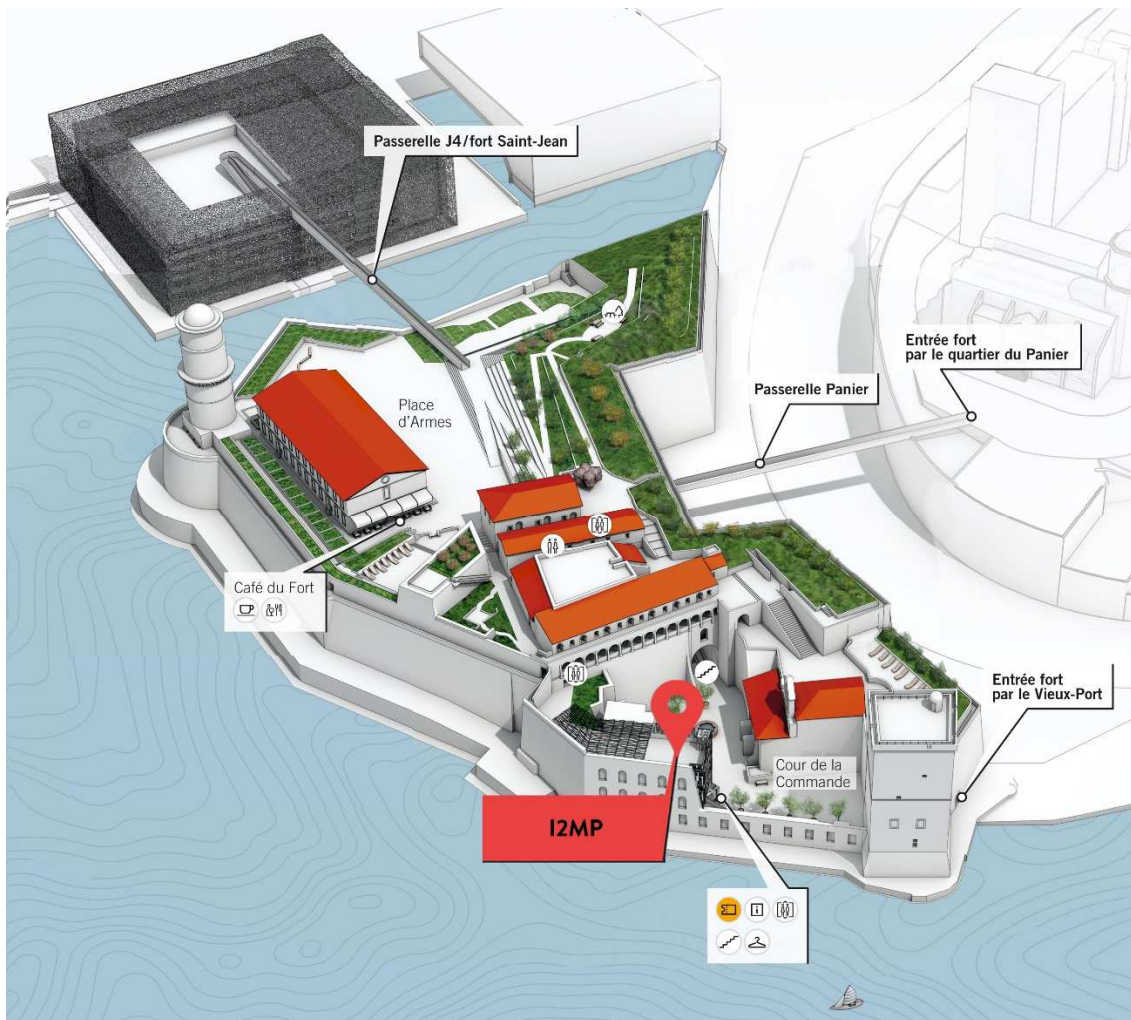 Passerelle J4/fort Saint-Jean
Entrée fort
par le quartier du Panier
Passerelle Panier
Place
d'Armes
Café du Fort
Entrée fort
par le Vieux-Port
Cour de la
Commande
I2MP